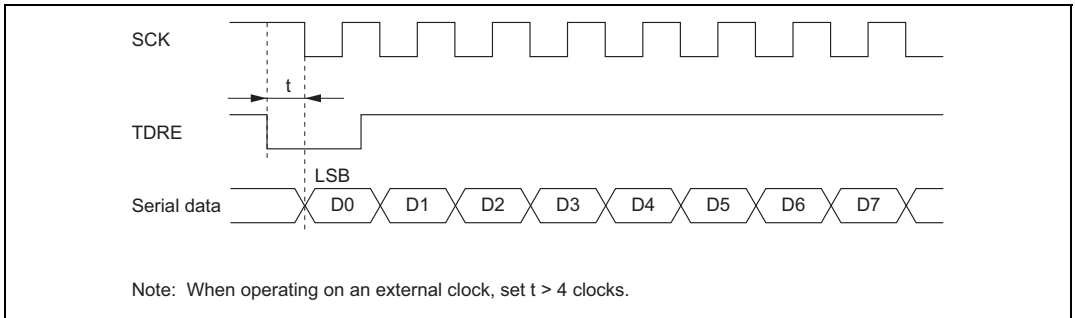 SCK
t
TDRE
LSB
Serial data D0 D1 D2 D3 D4 D5 D6 D7
Note: When operating on an external clock, set t > 4 clocks.